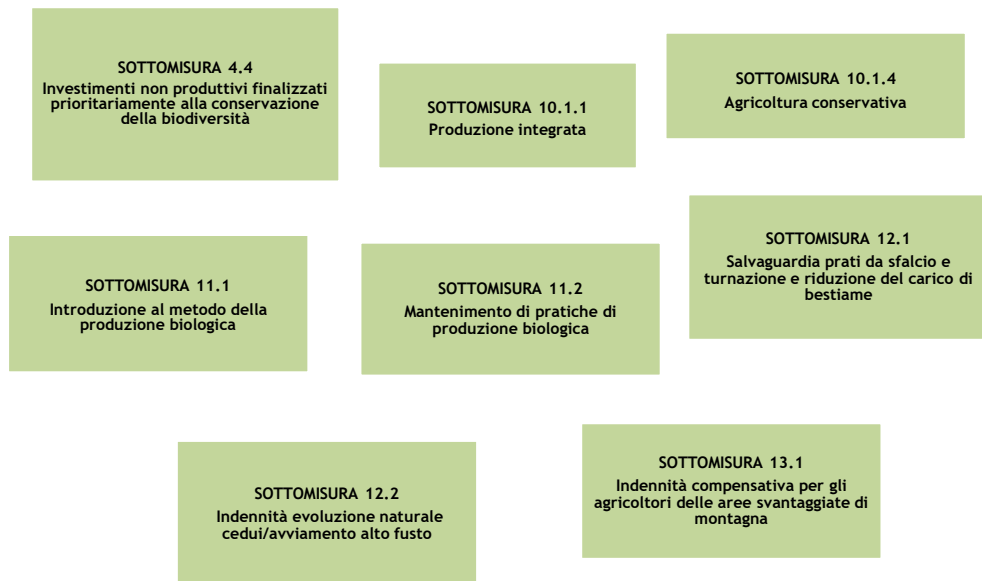 SOTTOMISURA 4.4
Investimenti non produttivi finalizzati
prioritariamente alla conservazione
della biodiversità
SOTTOMISURA 10.1.1
Produzione integrata
SOTTOMISURA 10.1.4
Agricoltura conservativa
SOTTOMISURA 11.1
Introduzione al metodo della
produzione biologica
SOTTOMISURA 11.2
Mantenimento di pratiche di
produzione biologica
SOTTOMISURA 12.1
Salvaguardia prati da sfalcio e
turnazione e riduzione del carico di
bestiame
SOTTOMISURA 12.2
Indennità evoluzione naturale
cedui/avviamento alto fusto
SOTTOMISURA 13.1
Indennità compensativa per gli
agricoltori delle aree svantaggiate di
montagna